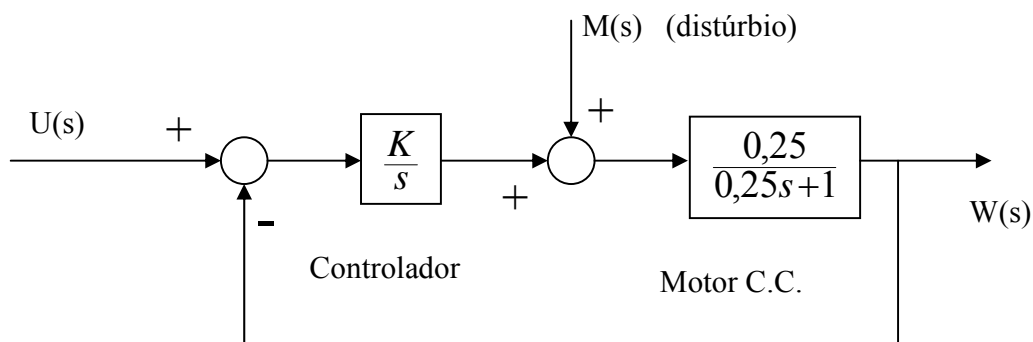 M(s) (distúrbio)
+
U(s)
+
K
s
+
0,25
0,25s+1
W(s)
-
Controlador
Motor C.C.